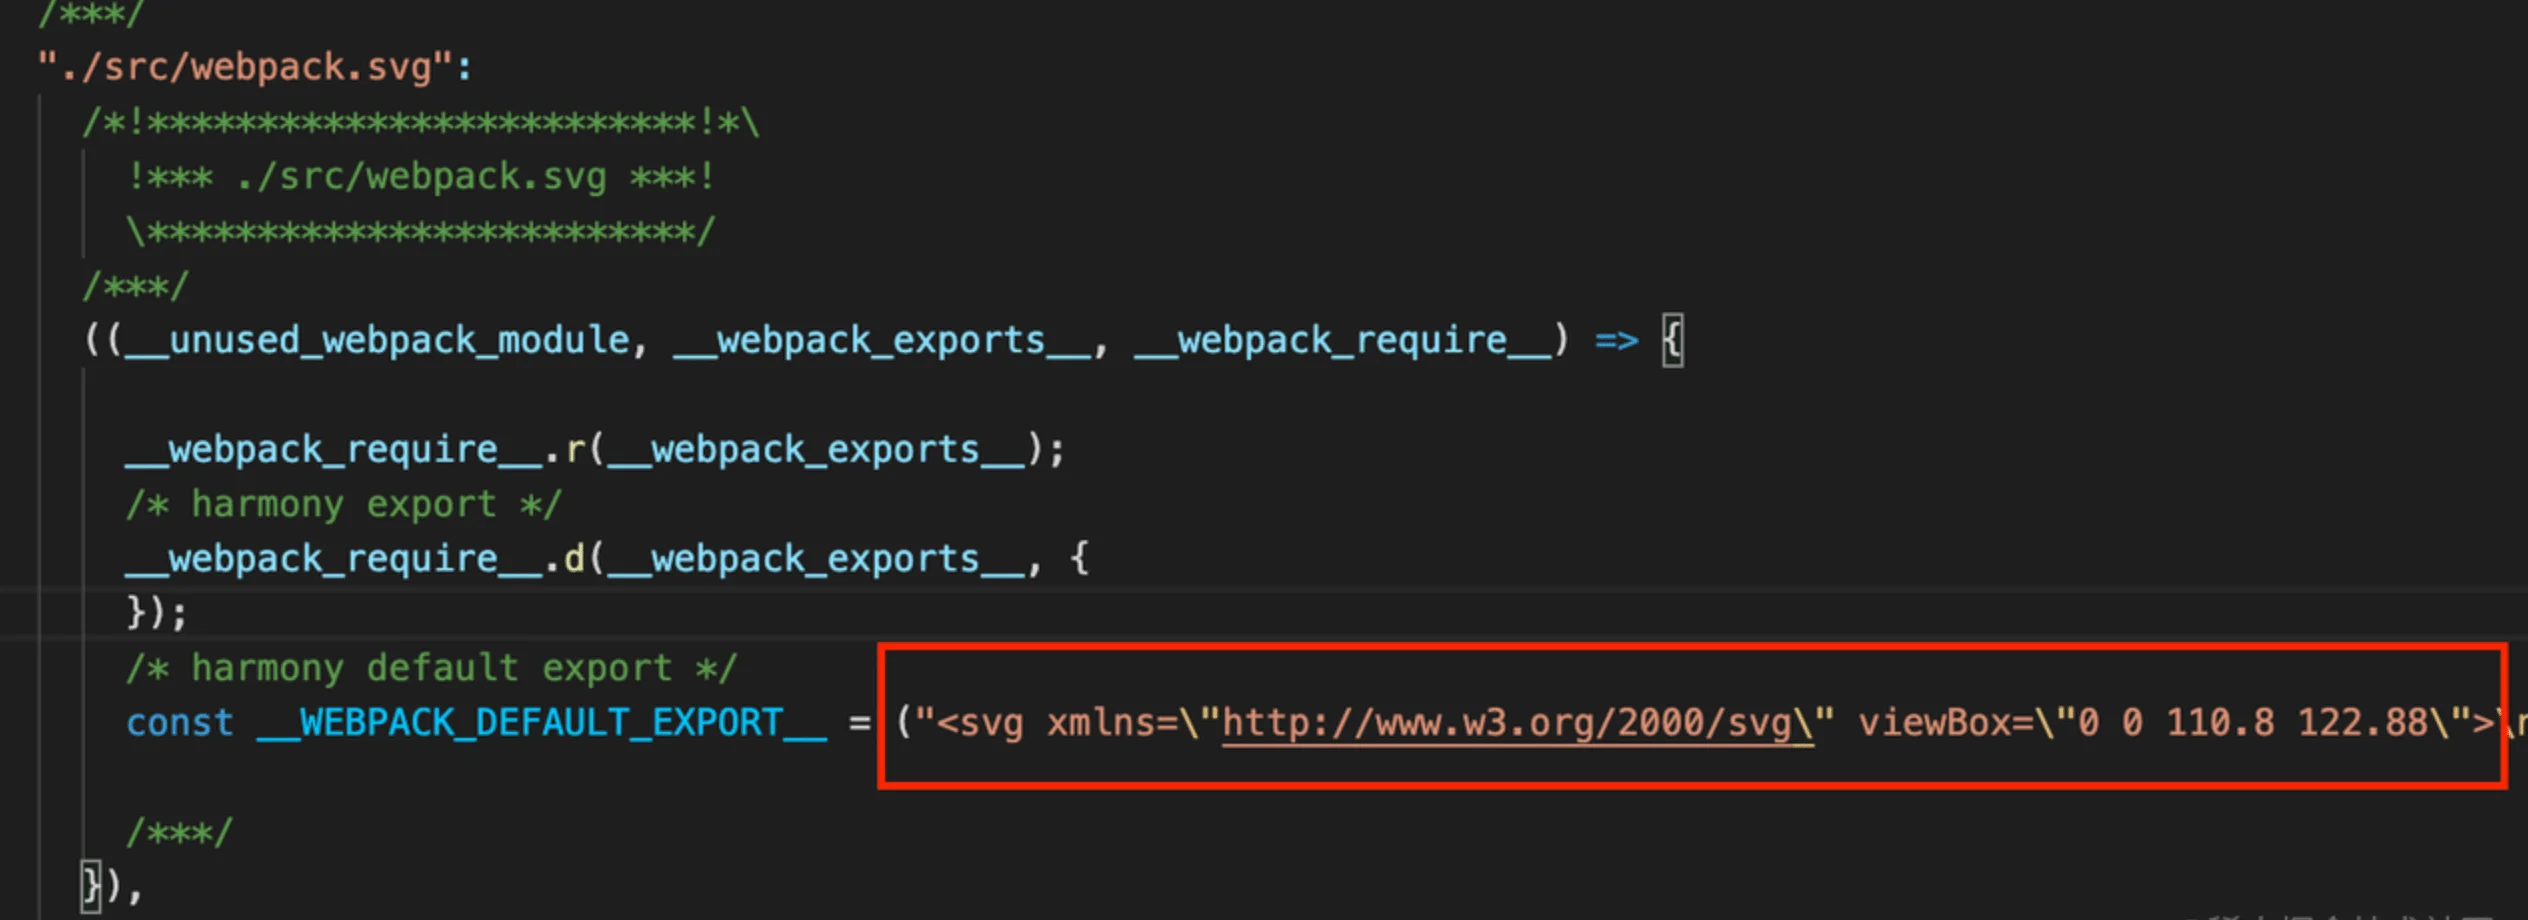 /***/
"./src/webpack.svg":
/*!*************************!*\
!*** ./src/webpack.svg ***!
\*************************/
/***/
((__unused_webpack_module, __webpack_exports__, __webpack_require__) => {
__webpack_require__.r(__webpack_exports__);
/* harmony export */
__webpack_require__.d(__webpack_exports__, {
});
/* harmony default export */
const __WEBPACK_DEFAULT_EXPORT__ = ("<svg xmlns=\"http://www.w3.org/2000/svg\" viewBox=\"0 0 110.8 122.88\">\n
/***/
}),